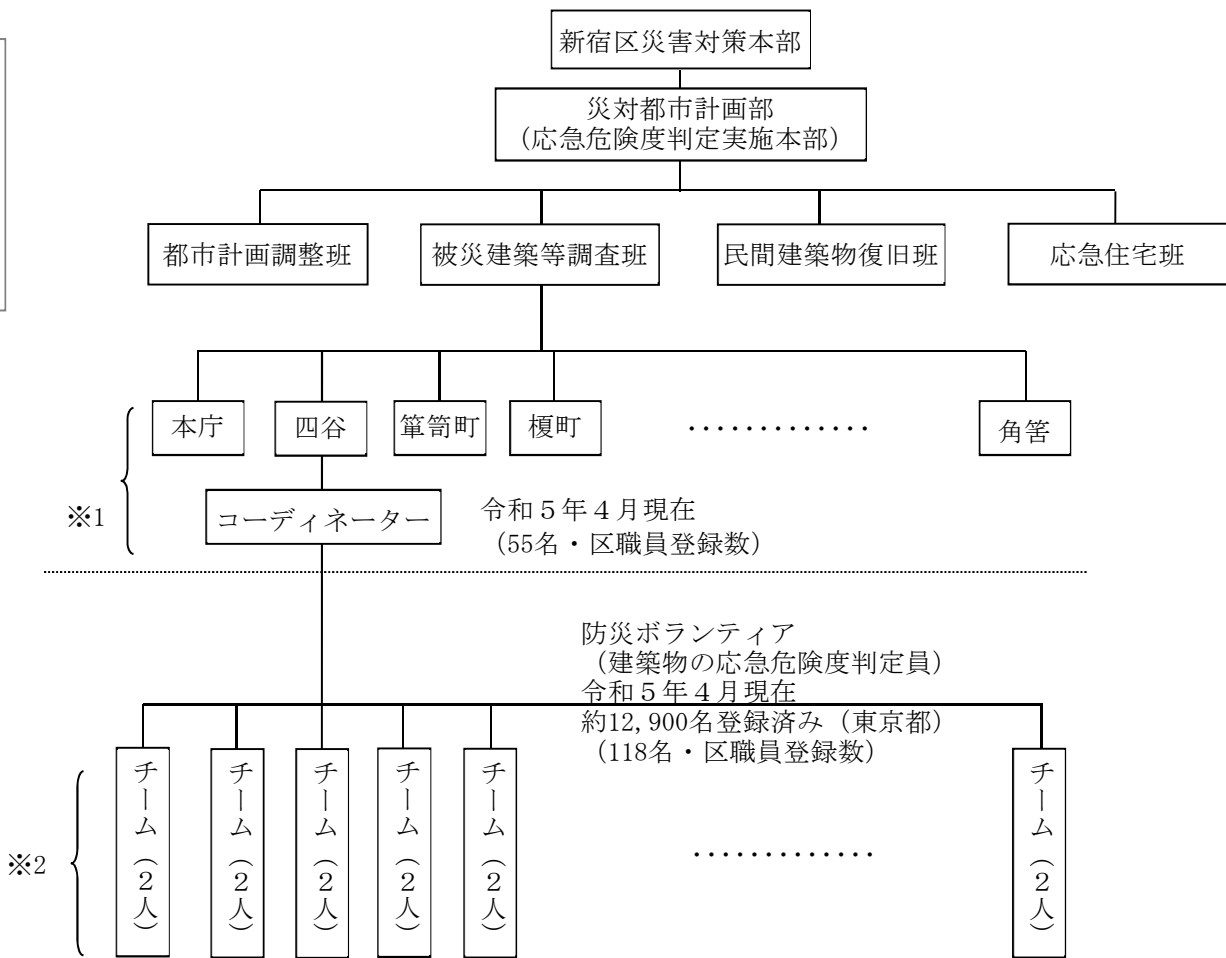 新宿区災害対策本部
災対都市計画部
（応急危険度判定実施本部）
都市計画調整班
被災建築等調査班
民間建築物復旧班
応急住宅班
本庁
四谷
箪笥町
榎町
・・・・・・・・・・・・・
角筈
※1
コーディネーター
令和５年４月現在
（55名・区職員登録数）
防災ボランティア
（建築物の応急危険度判定員）
令和５年４月現在
約12,900名登録済み（東京都）
（118名・区職員登録数）
※2
チーム（２人）
チーム（２人）
チーム（２人）
チーム（２人）
チーム（２人）
・・・・・・・・・・・・・
チーム（２人）